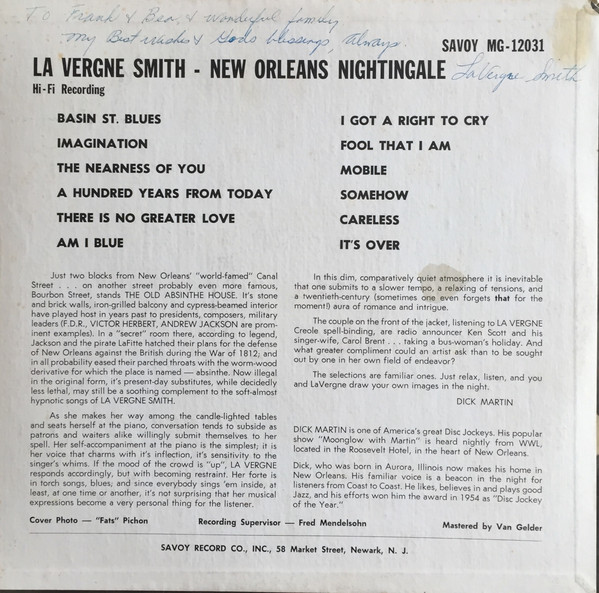 To Frank & Bea, & wonderful family
My Best wishes & Gods blessings, always.
SAVOY MG-12031
LA VERGNE SMITH - NEW ORLEANS NIGHTINGALE
LaVergne Smith
Hi-Fi Recording
BASIN ST. BLUES
IMAGINATION
THE NEARNESS OF YOU
A HUNDRED YEARS FROM TODAY
THERE IS NO GREATER LOVE
AM I BLUE
I GOT A RIGHT TO CRY
FOOL THAT I AM
MOBILE
SOMEHOW
CARELESS
IT'S OVER
Just two blocks from New Orleans' "world-famed" Canal
Street . . . on another street probably even more famous,
Bourbon Street, stands THE OLD ABSINTHE HOUSE. It's stone
and brick walls, iron-grilled balcony and cypress-beamed interior
have played host in years past to presidents, composers, military
leaders (F.D.R., VICTOR HERBERT, ANDREW JACKSON are prom-
inent examples). In a "secret" room there, according to legend,
Jackson and the pirate LaFitte hatched their plans for the defense
of New Orleans against the British during the War of 1812; and
in all probability eased their parched throats with the worm-wood
derivative for which the place is named — absinthe. Now illegal
in the original form, it's present-day substitutes, while decidedly
less lethal, may still be a soothing complement to the soft-almost
hypnotic songs of LA VERGNE SMITH.
As she makes her way among the candle-lighted tables
and seats herself at the piano, conversation tends to subside as
patrons and waiters alike willingly submit themselves to her
spell. Her self-accompaniment at the piano is the simplest; it is
her voice that charms with it's inflection, it's sensitivity to the
singer's whims. If the mood of the crowd is "up", LA VERGNE
responds accordingly, but with becoming restraint. Her forte is
in torch songs, blues; and since everybody sings 'em inside, at
least, at one time or another, it's not surprising that her musical
expressions become a very personal thing for the listener.
In this dim, comparatively quiet atmosphere it is inevitable
that one submits to a slower tempo, a relaxing of tensions, and
a twentieth-century (sometimes one even forgets that for the
moment!) aura of romance and intrigue.
The couple on the front of the jacket, listening to LA VERGNE
Creole spell-binding, are radio announcer Ken Scott and his
singer-wife, Carol Brent . . . taking a bus-woman's holiday. And
what greater compliment could an artist ask than to be sought
out by one in her own field of endeavor?
The selections are familiar ones. Just relax, listen, and you
and LaVergne draw your own images in the night.
DICK MARTIN
DICK MARTIN is one of America's great Disc Jockeys. His popular
show "Moonglow with Martin" is heard nightly from WWL,
located in the Roosevelt Hotel, in the heart of New Orleans.
Dick, who was born in Aurora, Illinois now makes his home in
New Orleans. His familiar voice is a beacon in the night for
listeners from Coast to Coast. He likes, believes in and plays good
Jazz, and his efforts won him the award in 1954 as "Disc Jockey
of the Year."
Cover Photo — "Fats" Pichon
Recording Supervisor — Fred Mendelsohn
Mastered by Van Gelder
SAVOY RECORD CO., INC., 58 Market Street, Newark, N. J.